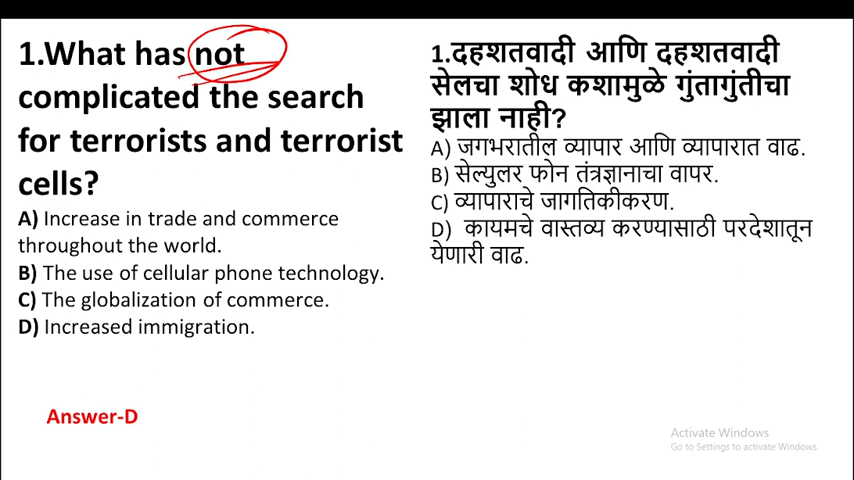 1.What has not
complicated the search
for terrorists and terrorist
cells?
A) Increase in trade and commerce
throughout the world.
B) The use of cellular phone technology.
C) The globalization of commerce.
D) Increased immigration.
Answer-D
1.दहशतवादी आणि दहशतवादी
सेलचा शोध कशामुळे गुंतागुंतीचा
झाला नाही?
A) जगभरातील व्यापार आणि व्यापारात वाढ.
B) सेल्युलर फोन तंत्रज्ञानाचा वापर.
C) व्यापाराचे जागतिकीकरण.
D) कायमचे वास्तव्य करण्यासाठी परदेशातून
येणारी वाढ.
Activate Windows
Go to Settings to activate Windows.